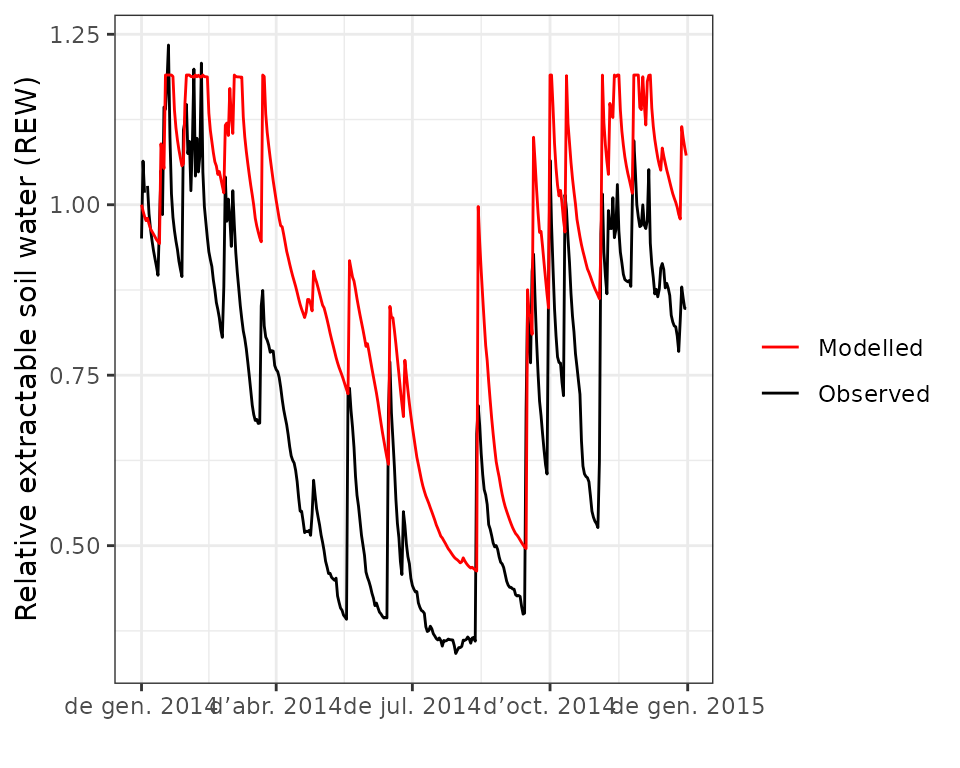 Relative extractable soil water (REW)
1.25
1.00
0.75
0.50
de gen. 2014
d’abr. 2014
de jul. 2014
d’oct. 2014
de gen. 2015
Modelled
Observed